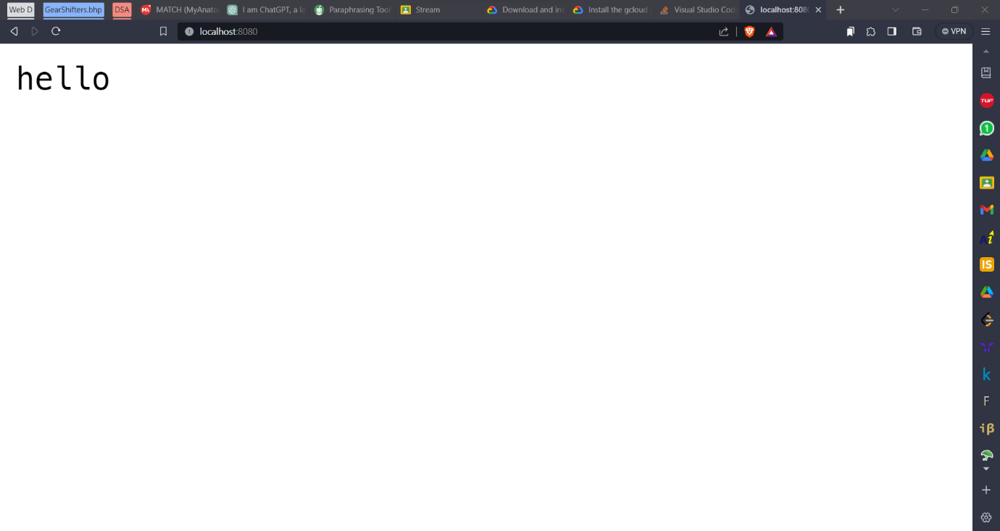 Web D GearShifters.bhp DSA MATCH (MyAnato I am ChatGPT, a la Paraphrasing Tool Stream Download and ins Install the gcloud Visual Studio Cod localhost:808
localhost:8080 VPN
hello
TUF
1
Ai
IS
k
F
iβ